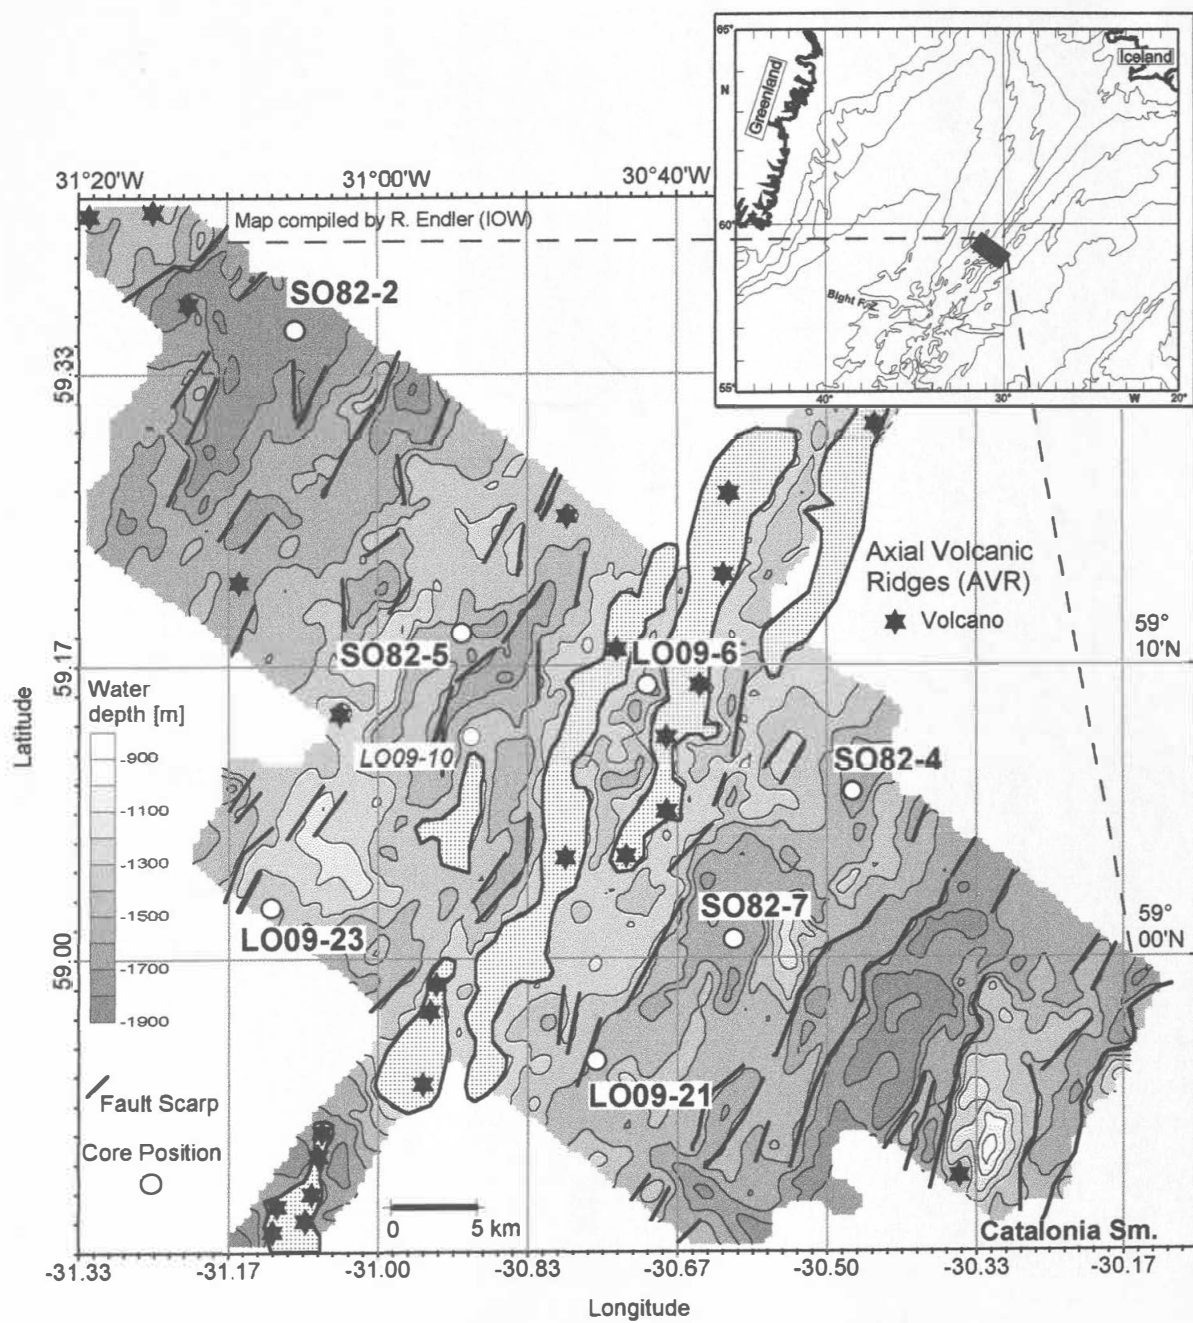 65°
Iceland
Greenland
N
60°
Bight F.Z.
55°
40°
30°
W
20°
31°20'W
31°00'W
30°40'W
Map compiled by R. Endler (IOW)
SO82-2
59.33
Axial Volcanic
Ridges (AVR)
Volcano
59°
10'N
SO82-5
LO09-6
59.17
Latitude
Water
depth [m]
-900
-1100
-1300
-1500
-1700
-1900
LO09-10
SO82-4
SO82-7
59°
00'N
LO09-23
59.00
LO09-21
Fault Scarp
Core Position
0 5 km
Catalonia Sm.
-31.33 -31.17 -31.00 -30.83 -30.67 -30.50 -30.33 -30.17
Longitude